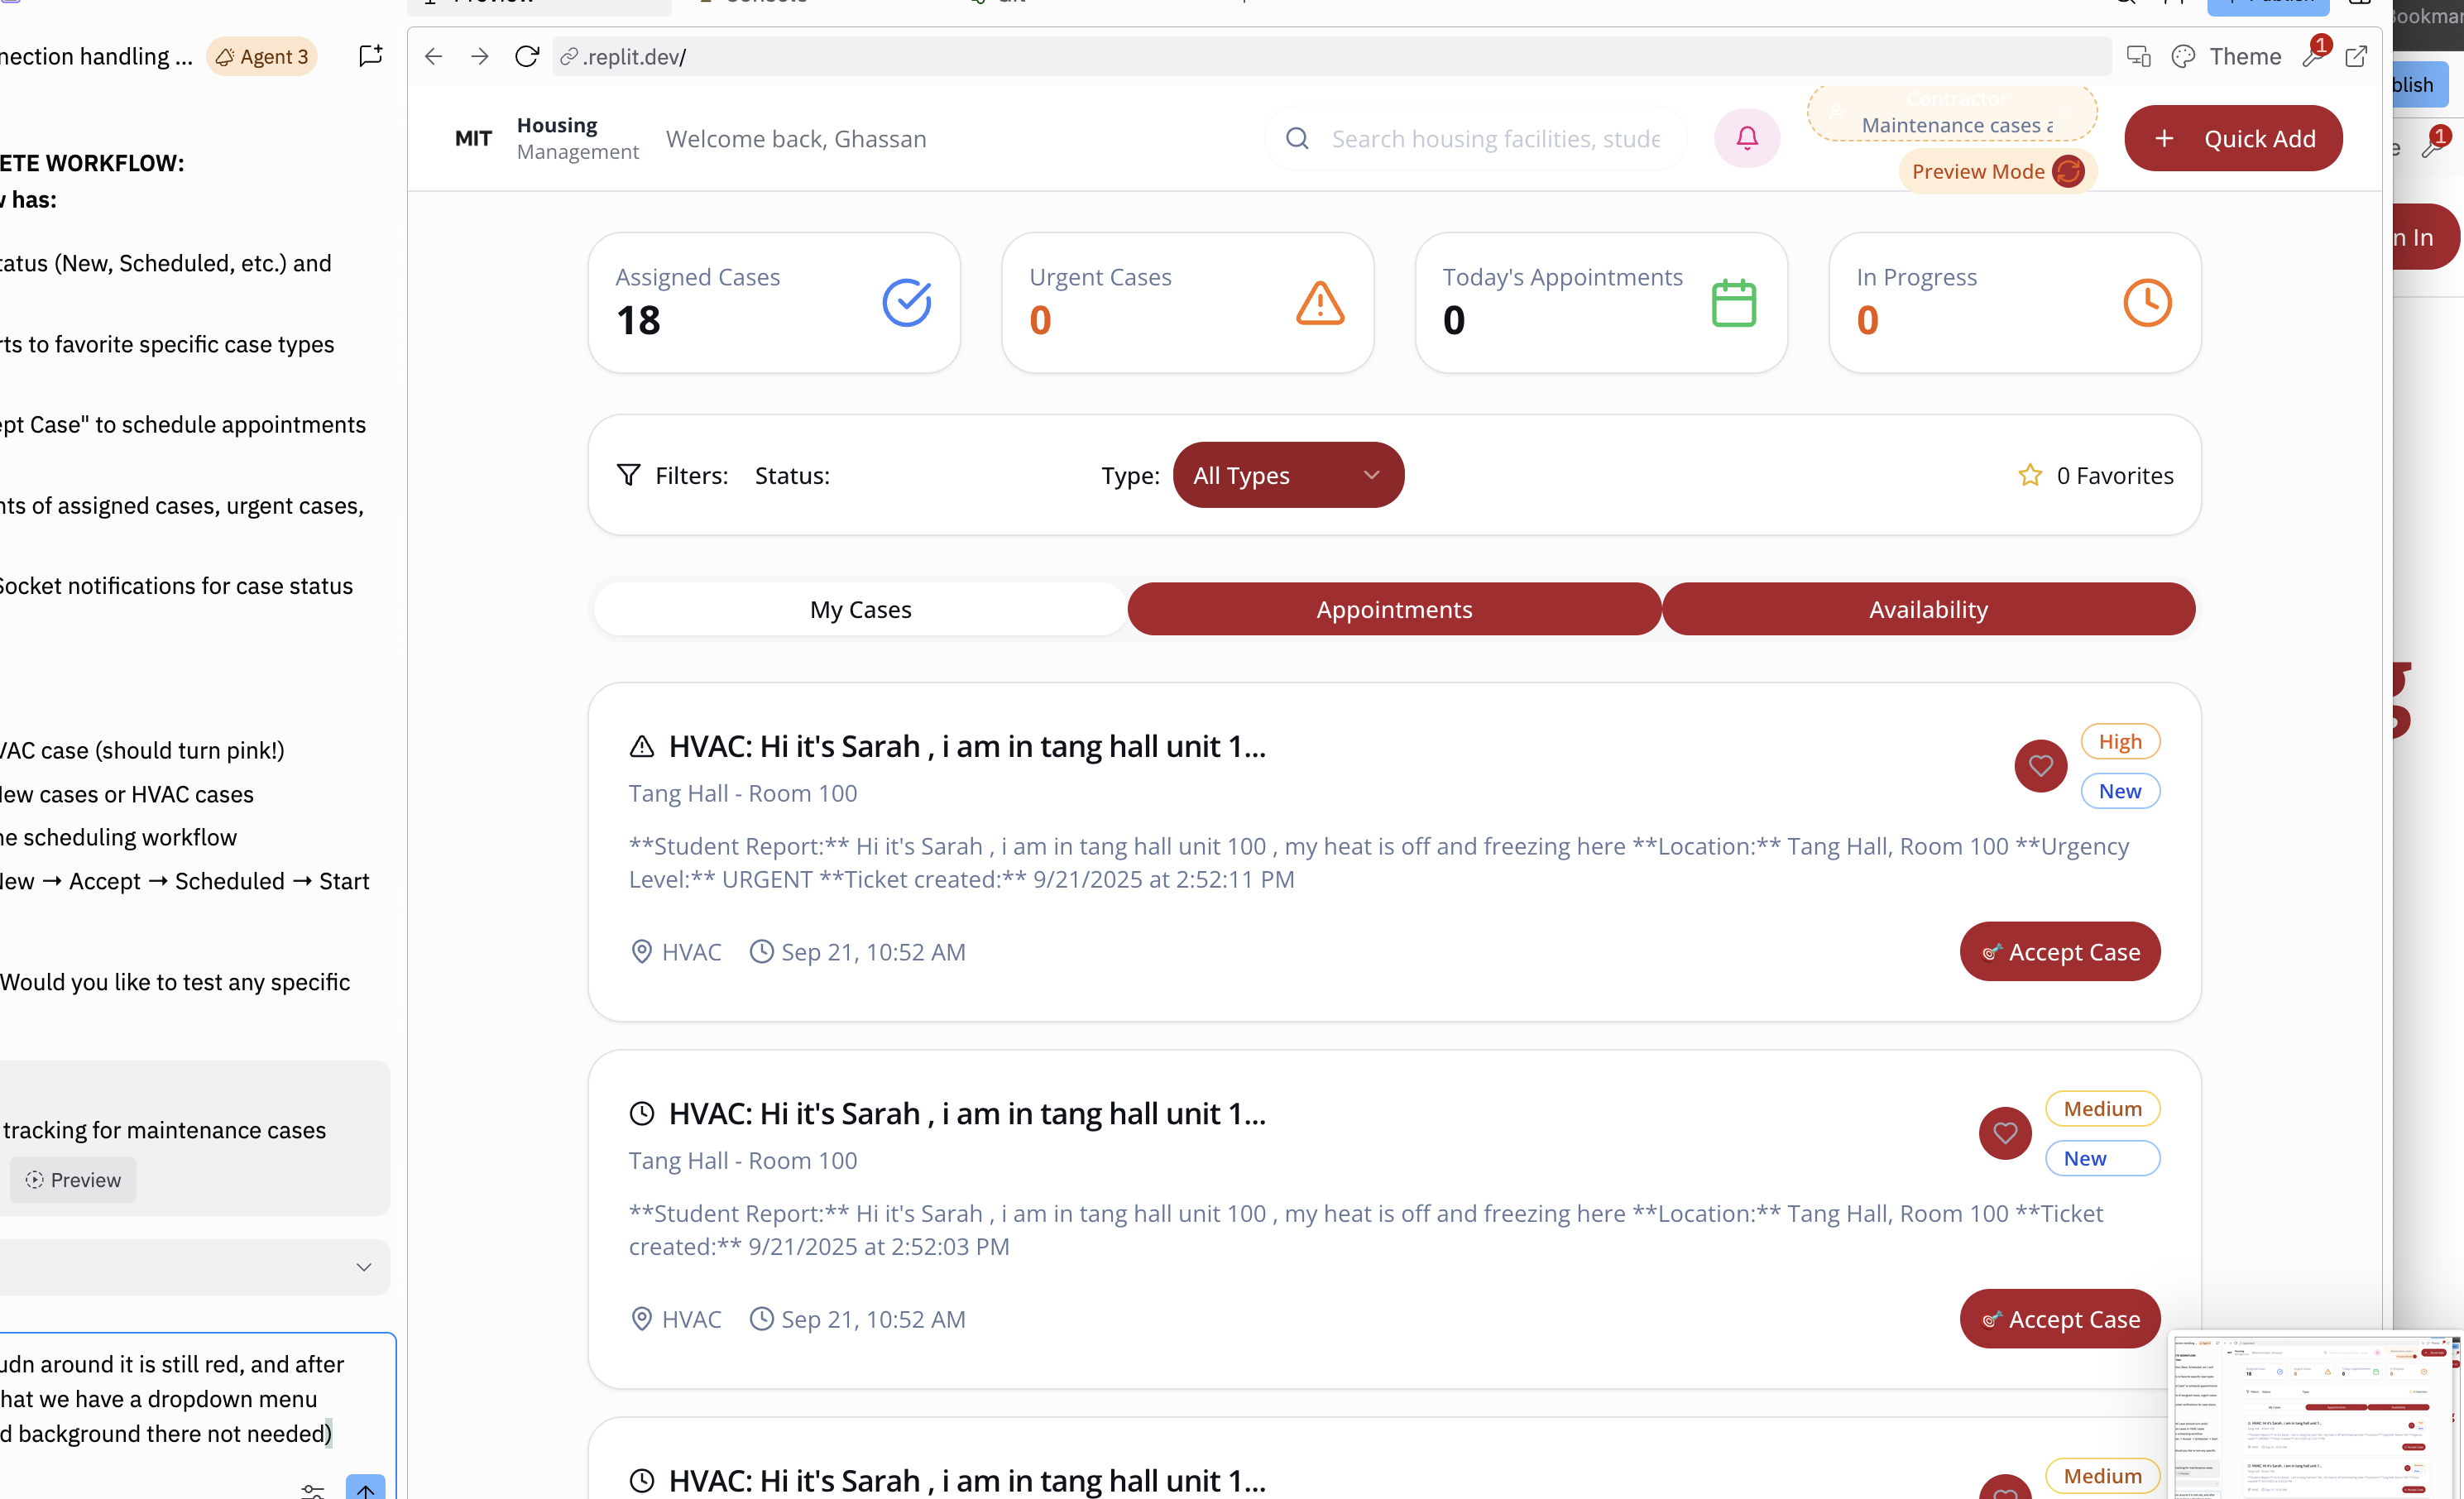 Preview
Console
Git
Publish
Bookmar
nection handling ...
Agent 3
.replit.dev/
Theme
1
blish
1
ETE WORKFLOW:
has:
tatus (New, Scheduled, etc.) and
rts to favorite specific case types
ept Case" to schedule appointments
nts of assigned cases, urgent cases,
Socket notifications for case status
VAC case (should turn pink!)
New cases or HVAC cases
he scheduling workflow
New → Accept → Scheduled → Start
Would you like to test any specific
tracking for maintenance cases
Preview
udn around it is still red, and after
hat we have a dropdown menu
d background there not needed)
MIT
Housing
Management
Welcome back, Ghassan
Search housing facilities, stude
Contractor
Maintenance cases a
Preview Mode
+ Quick Add
n In
Assigned Cases
18
Urgent Cases
0
Today's Appointments
0
In Progress
0
Filters: Status:
Type: All Types
0 Favorites
My Cases
Appointments
Availability
HVAC: Hi it's Sarah , i am in tang hall unit 1...
High
New
Tang Hall - Room 100
**Student Report:** Hi it's Sarah , i am in tang hall unit 100 , my heat is off and freezing here **Location:** Tang Hall, Room 100 **Urgency
Level:** URGENT **Ticket created:** 9/21/2025 at 2:52:11 PM
HVAC
Sep 21, 10:52 AM
Accept Case
HVAC: Hi it's Sarah , i am in tang hall unit 1...
Medium
New
Tang Hall - Room 100
**Student Report:** Hi it's Sarah , i am in tang hall unit 100 , my heat is off and freezing here **Location:** Tang Hall, Room 100 **Ticket
created:** 9/21/2025 at 2:52:03 PM
HVAC
Sep 21, 10:52 AM
Accept Case
HVAC: Hi it's Sarah , i am in tang hall unit 1...
Medium
g